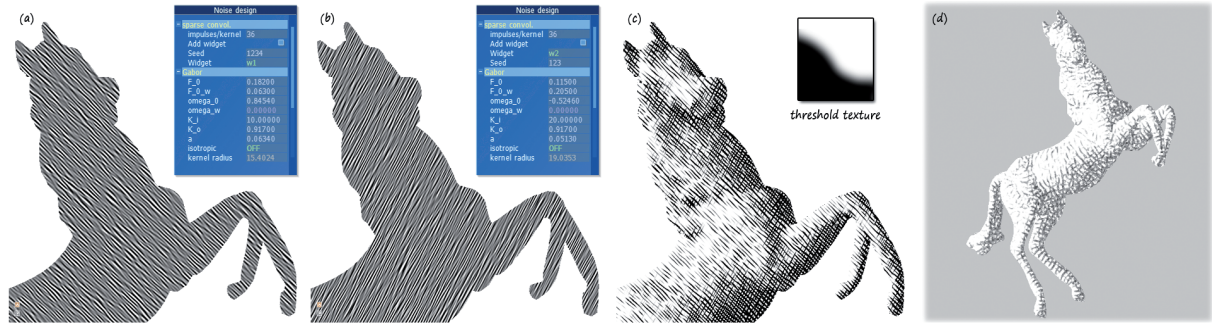 (a)
Noise design
sparse convol.
impulses/kernel 36
Add widget
Seed 1234
Widget w1
Gabor
F_0 0.18200
F_0_w 0.06300
omega_0 0.84540
omega_w 0.00000
K_i 10.00000
K_o 0.91700
a 0.06340
isotropic OFF
kernel radius 15.4024
(b)
Noise design
sparse convol.
impulses/kernel 36
Add widget
Widget w2
Seed 123
Gabor
F_0 0.11500
F_0_w 0.20500
omega_0 -0.52460
omega_w 0.00000
K_i 20.00000
K_o 0.91700
a 0.05130
isotropic OFF
kernel radius 19.0353
(c)
threshold texture
(d)